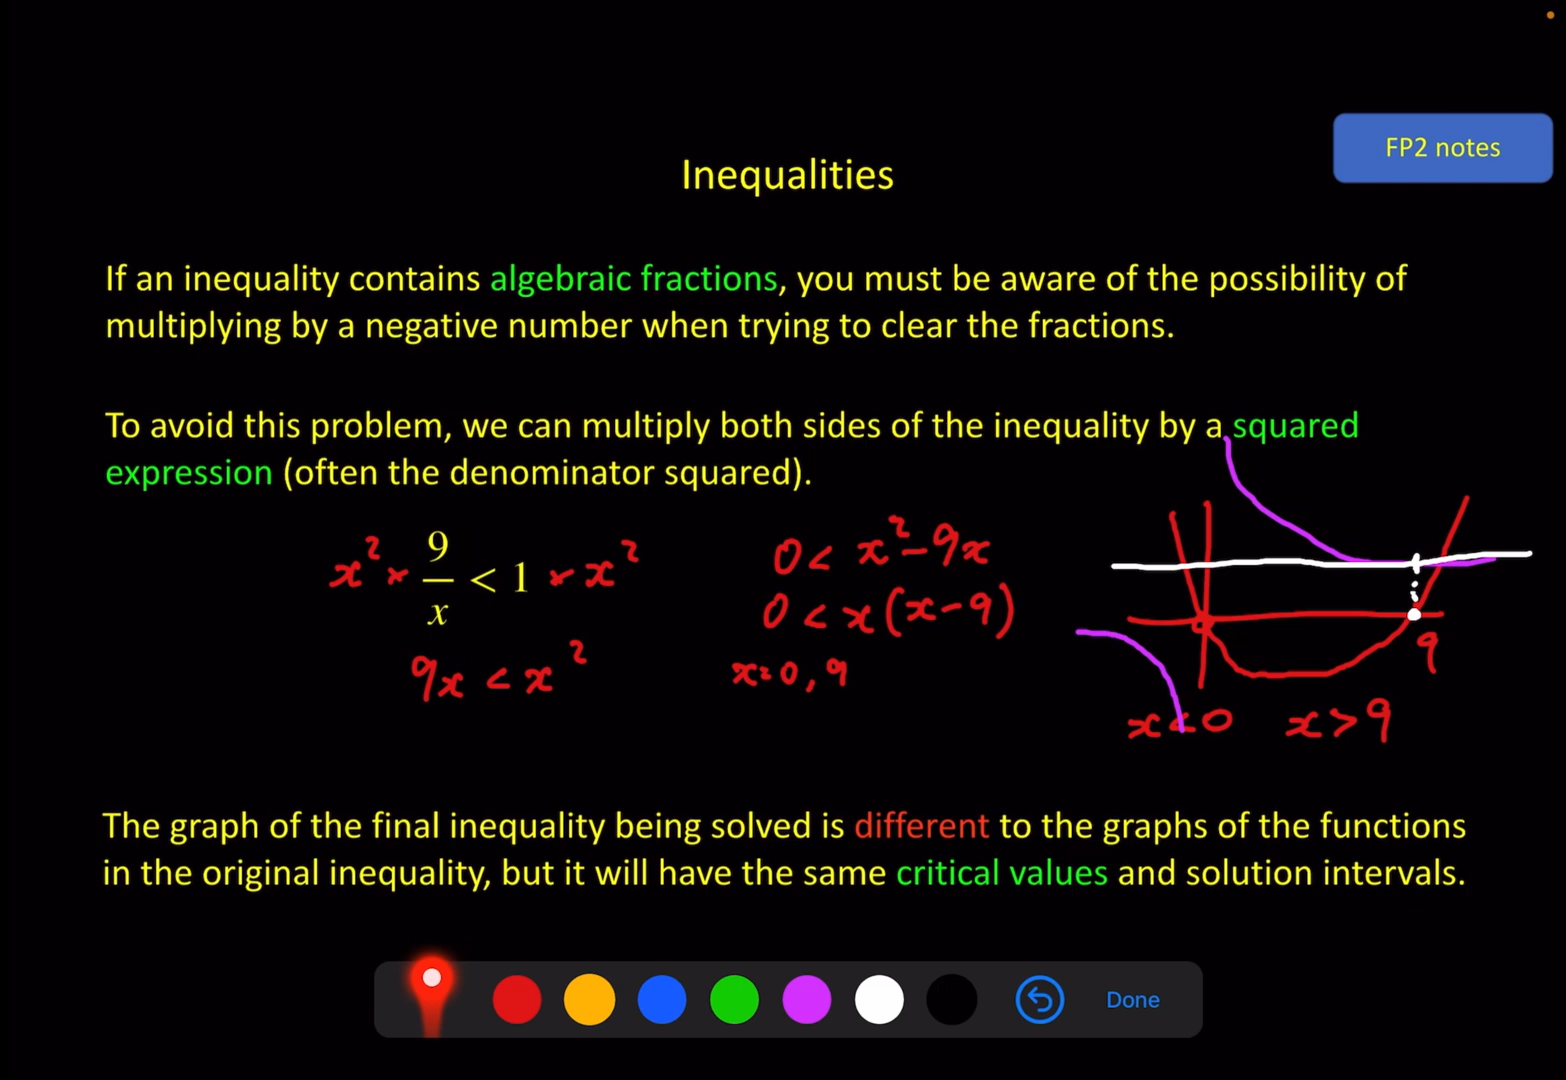 FP2 notes
Inequalities
If an inequality contains algebraic fractions, you must be aware of the possibility of
multiplying by a negative number when trying to clear the fractions.
To avoid this problem, we can multiply both sides of the inequality by a squared
expression (often the denominator squared).
x² × 9/x < 1 × x²
9x < x²
0 < x² - 9x
0 < x(x-9)
x = 0, 9
9
x < 0 x > 9
The graph of the final inequality being solved is different to the graphs of the functions
in the original inequality, but it will have the same critical values and solution intervals.
Done